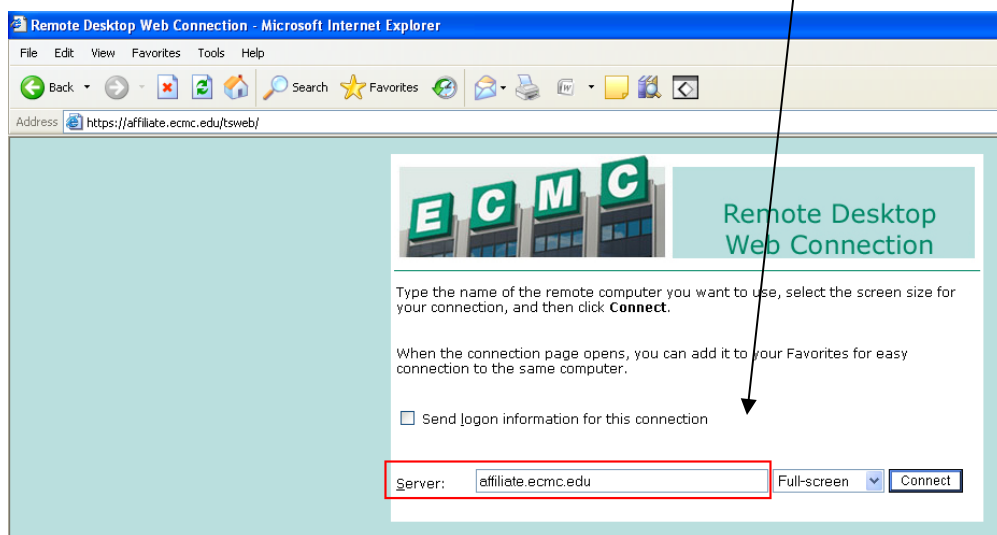 Remote Desktop Web Connection - Microsoft Internet Explorer
File Edit View Favorites Tools Help
Back Search Favorites
Address https://affiliate.ecmc.edu/tsweb/
ECMC
Remote Desktop
Web Connection
Type the name of the remote computer you want to use, select the screen size for
your connection, and then click Connect.
When the connection page opens, you can add it to your Favorites for easy
connection to the same computer.
Send logon information for this connection
Server: affiliate.ecmc.edu Full-screen Connect